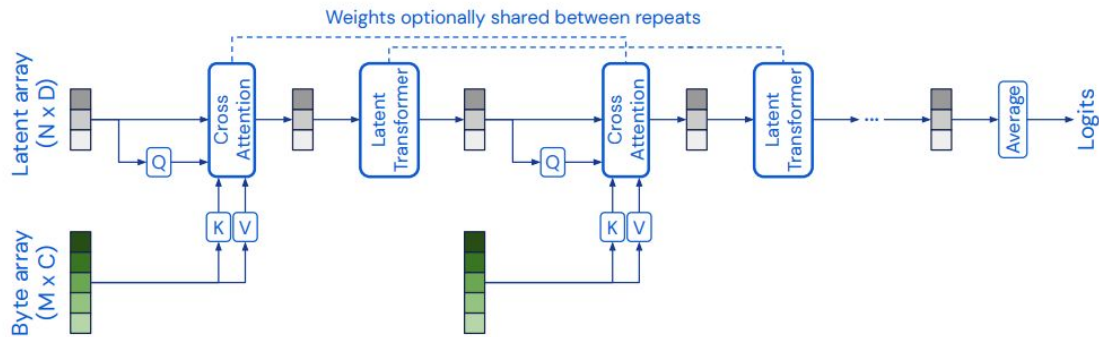 Weights optionally shared between repeats
Latent array
(N x D)
Q
Cross
Attention
Latent
Transformer
Q
Cross
Attention
Latent
Transformer
...
Average
Logits
K
V
K
V
Byte array
(M x C)